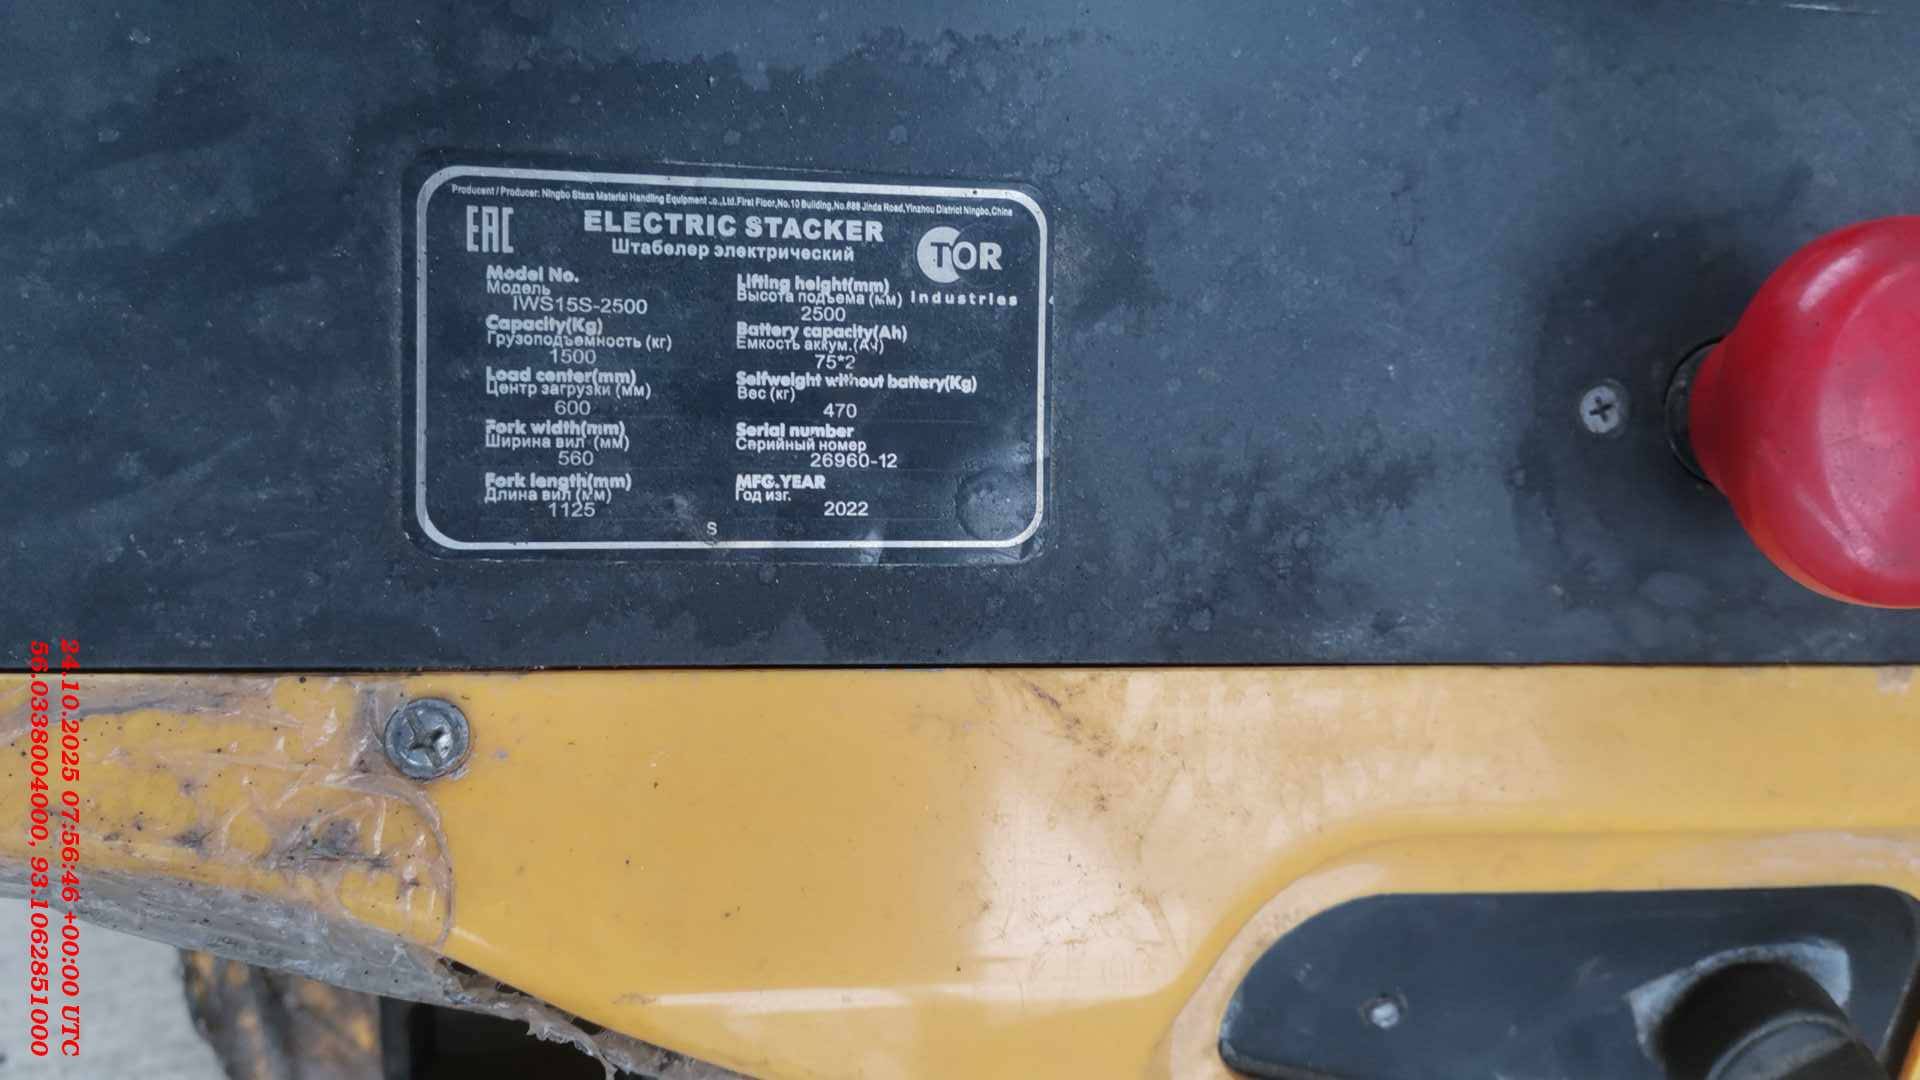 Producent / Producer: Ningbo Staxx Material Handling Equipment Co.,Ltd.First Floor,No.10 Building,No.888 Jinda Road,Yinzhou District Ningbo,China
EAC
ELECTRIC STACKER
Штабелер электрический
TOR
Industries
Model No.
Модель
IWS15S-2500
Capacity(Kg)
Грузоподъемность (кг)
1500
Load center(mm)
Центр загрузки (мм)
600
Fork width(mm)
Ширина вил (мм)
560
Fork length(mm)
Длина вил (мм)
1125
Lifting height(mm)
Высота подъема (мм)
2500
Battery capacity(Ah)
Емкость аккум.(Ач)
75*2
Selfweight without battery(Kg)
Вес (кг)
470
Serial number
Серийный номер
26960-12
MFG.YEAR
Год изг.
2022
S
24.10.2025 07:56:46 +00:00 UTC
56.0338004000, 93.1062851000